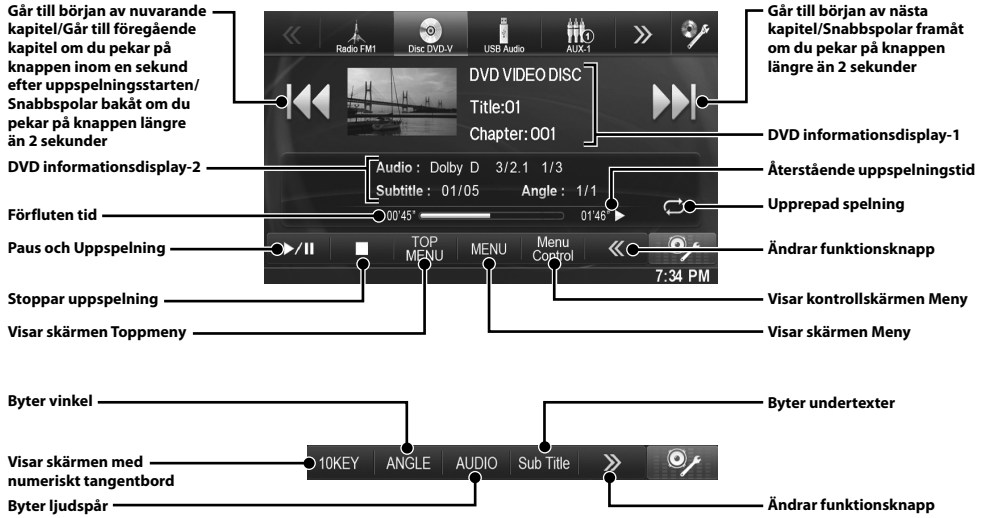 Går till början av nuvarande
kapitel/Går till föregående
kapitel om du pekar på
knappen inom en sekund
efter uppspelningsstarten/
Snabbspolar bakåt om du
pekar på knappen längre
än 2 sekunder
DVD informationsdisplay-2
Förfluten tid
Paus och Uppspelning
Stoppar uppspelning
Visar skärmen Toppmeny
Radio FM1
Disc DVD-V
USB Audio
1
AUX-1
DVD VIDEO DISC
Title:01
Chapter: 001
Audio : Dolby D 3/2.1 1/3
Subtitle : 01/05 Angle : 1/1
00'45" 01'46"
TOP
MENU
MENU
Menu
Control
7:34 PM
Går till början av nästa
kapitel/Snabbspolar framåt
om du pekar på knappen
längre än 2 sekunder
DVD informationsdisplay-1
Återstående uppspelningstid
Upprepad spelning
Ändrar funktionsknapp
Visar kontrollskärmen Meny
Visar skärmen Meny
Byter vinkel
Byter undertexter
10KEY ANGLE AUDIO Sub Title
Visar skärmen med
numeriskt tangentbord
Byter ljudspår
Ändrar funktionsknapp